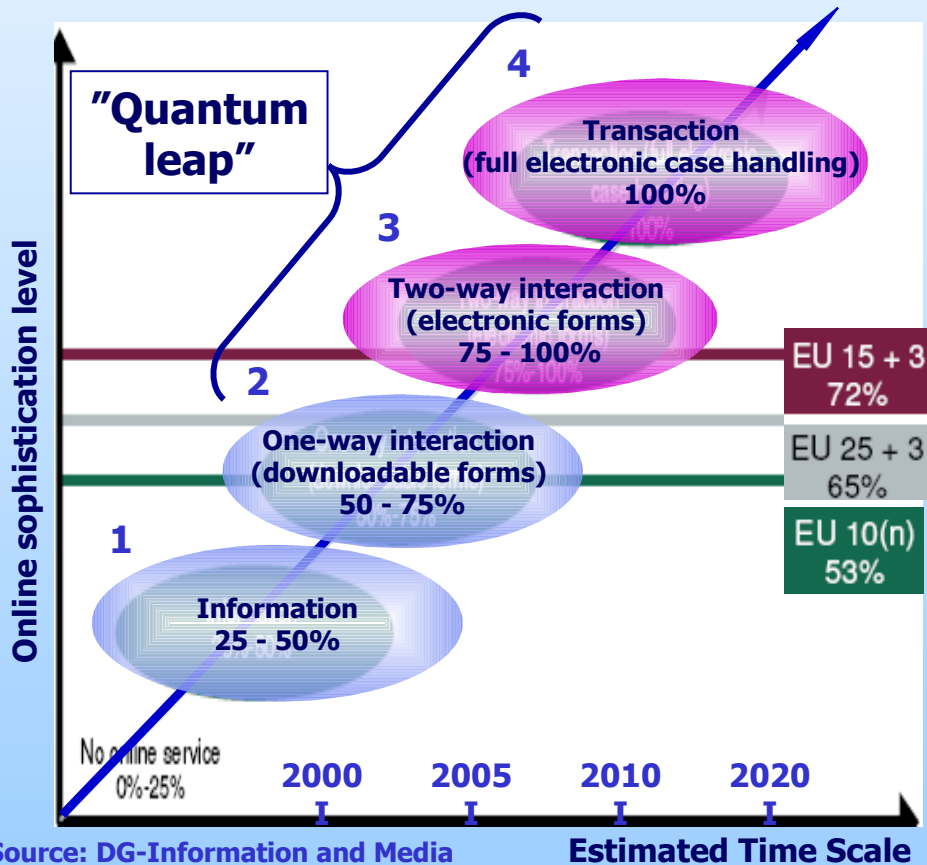 4
”Quantum
leap”
Transaction
(full electronic case handling)
100%
3
Two-way interaction
(electronic forms)
75 - 100%
EU 15 + 3
72%
2
One-way interaction
(downloadable forms)
50 - 75%
EU 25 + 3
65%
EU 10(n)
53%
1
Information
25 - 50%
Online sophistication level
No online service
0%-25%
2000
2005
2010
2020
Source: DG-Information and Media
Estimated Time Scale